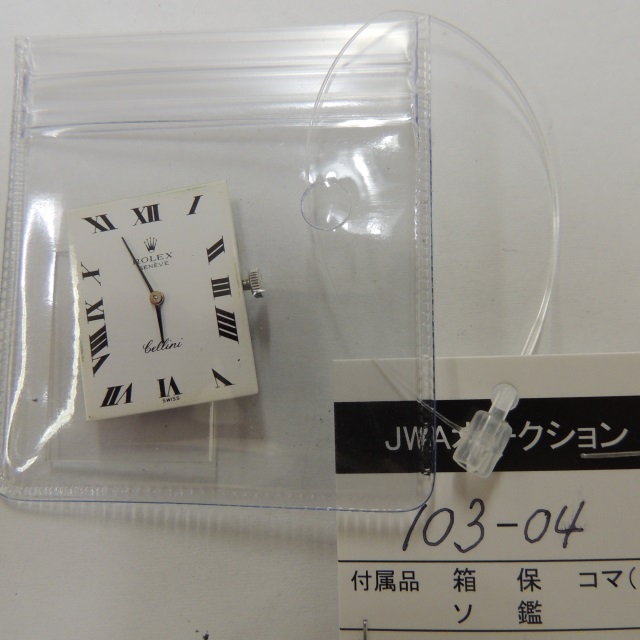 XI XII I
X II
IX III
VIII IIII
VII VI V
ROLEX
GENEVE
Cellini
SWISS
JWAオークション
103-04
付属品 箱 保 コマ(
ソ 鑑